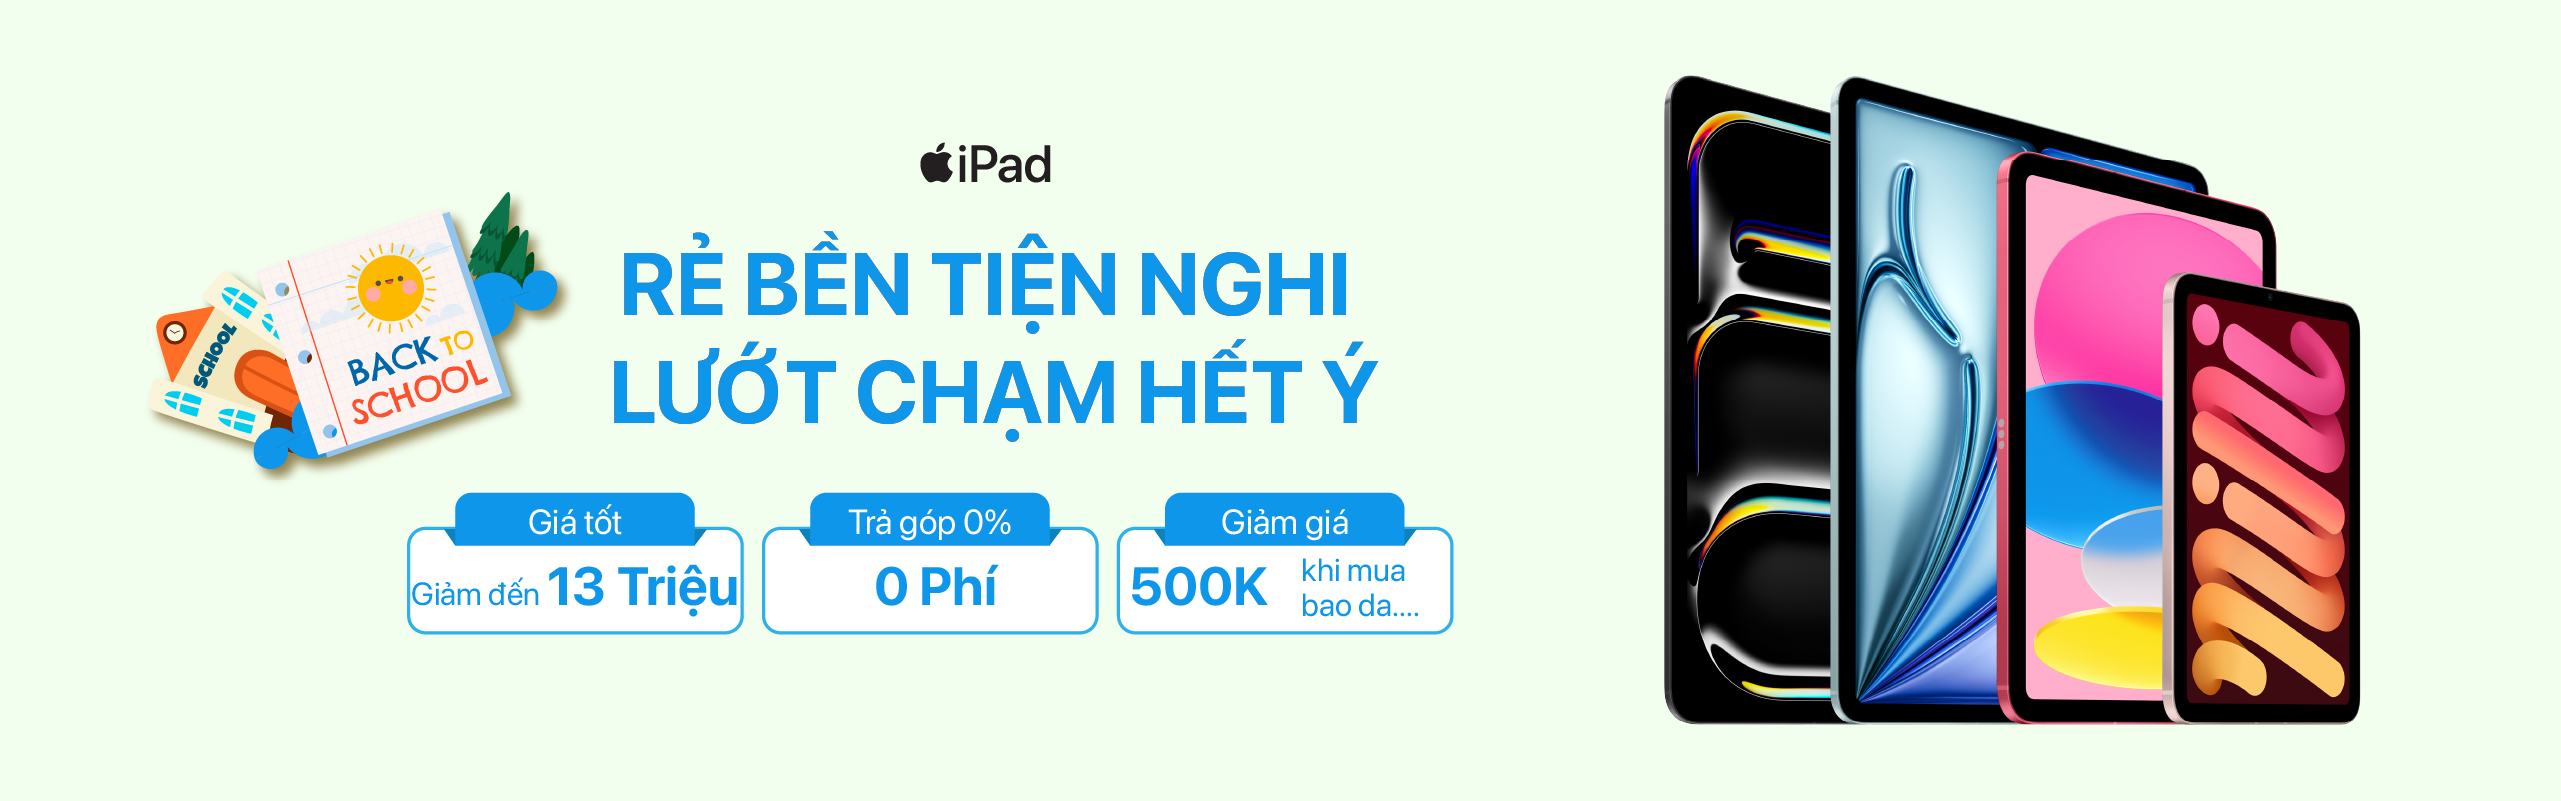 iPad
RẺ BỀN TIỆN NGHI
LƯỚT CHẠM HẾT Ý
SCHOOL
BACK TO
SCHOOL
Giá tốt
Giảm đến 13 Triệu
Trả góp 0%
0 Phí
Giảm giá
500K khi mua
bao da....
mini